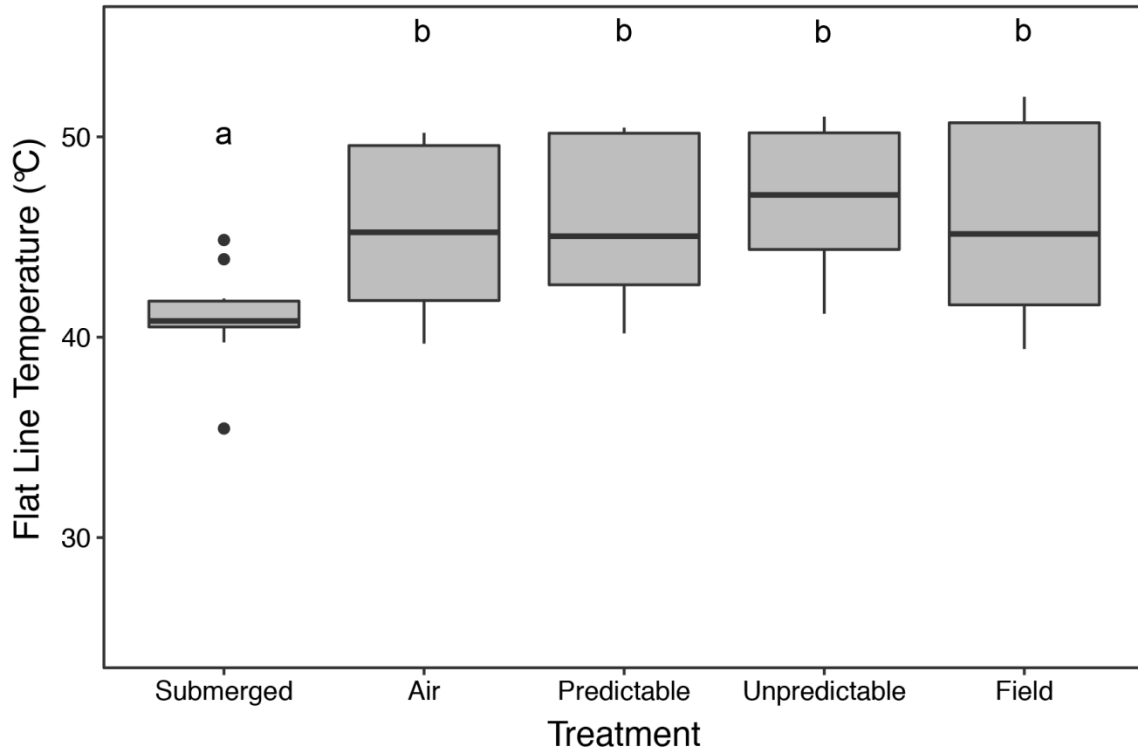 b b b b
a
50
40
30
Flat Line Temperature (°C)
Submerged Air Predictable Unpredictable Field
Treatment